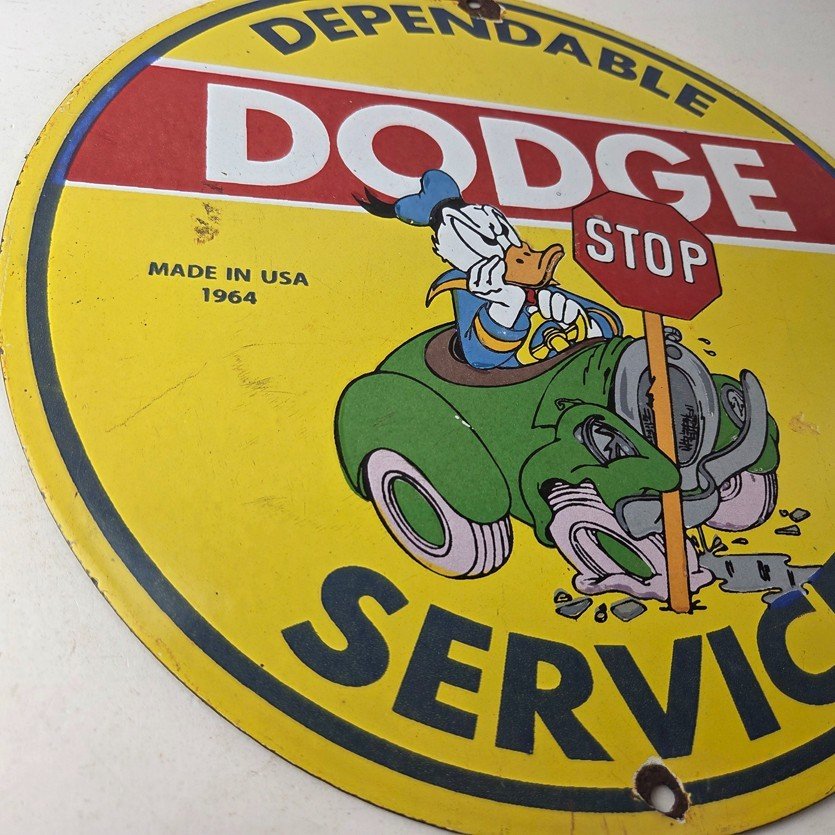 DEPENDABLE
DODGE
STOP
MADE IN USA
1964
SERVIC